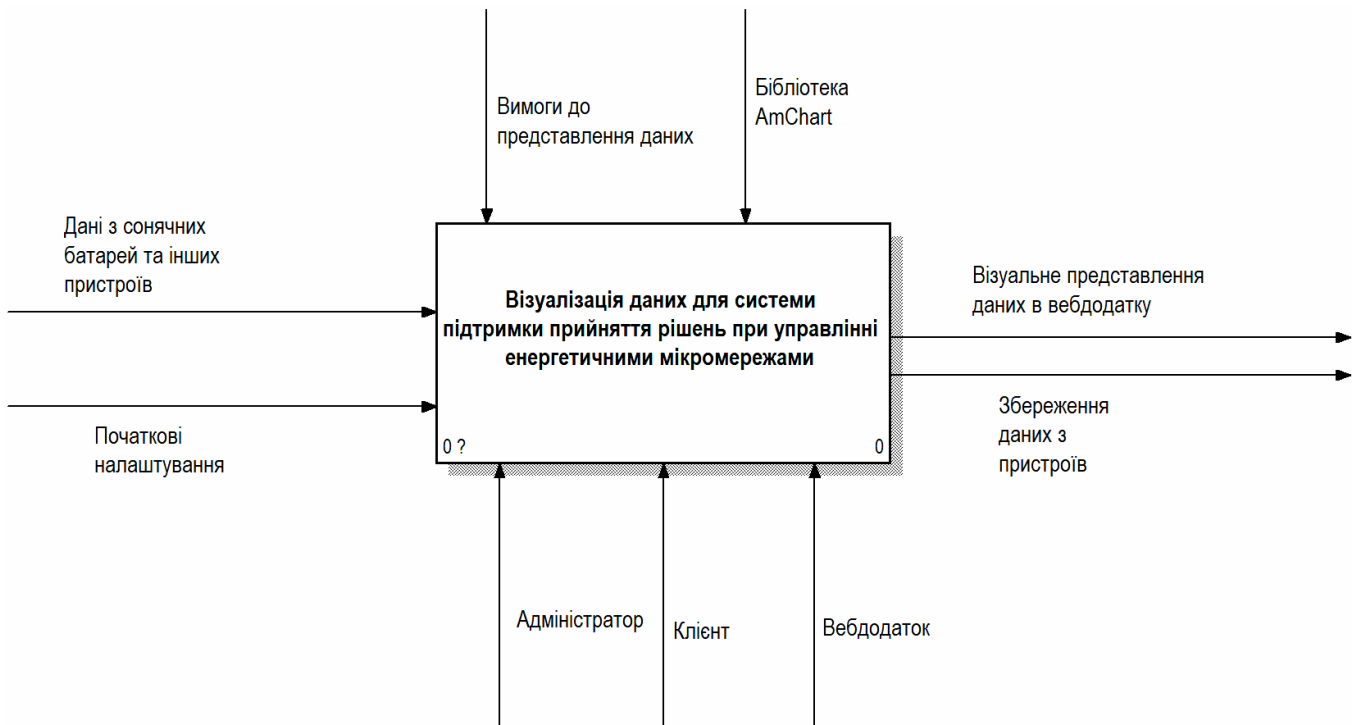 Вимоги до
представлення даних
Бібліотека
AmChart
Дані з сонячних
батарей та інших
пристроїв
Початкові
налаштування
Візуалізація даних для системи
підтримки прийняття рішень при управлінні
енергетичними мікромережами
0 ?
0
Візуальне представлення
даних в вебдодатку
Збереження
даних з
пристроїв
Адміністратор
Клієнт
Вебдодаток